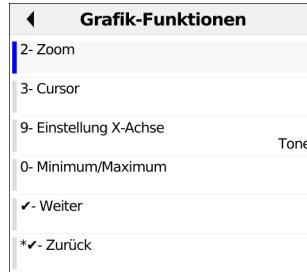 Grafik-Funktionen
2- Zoom
3- Cursor
9- Einstellung X-Achse
Tone
0- Minimum/Maximum
✔- Weiter
*✔- Zurück